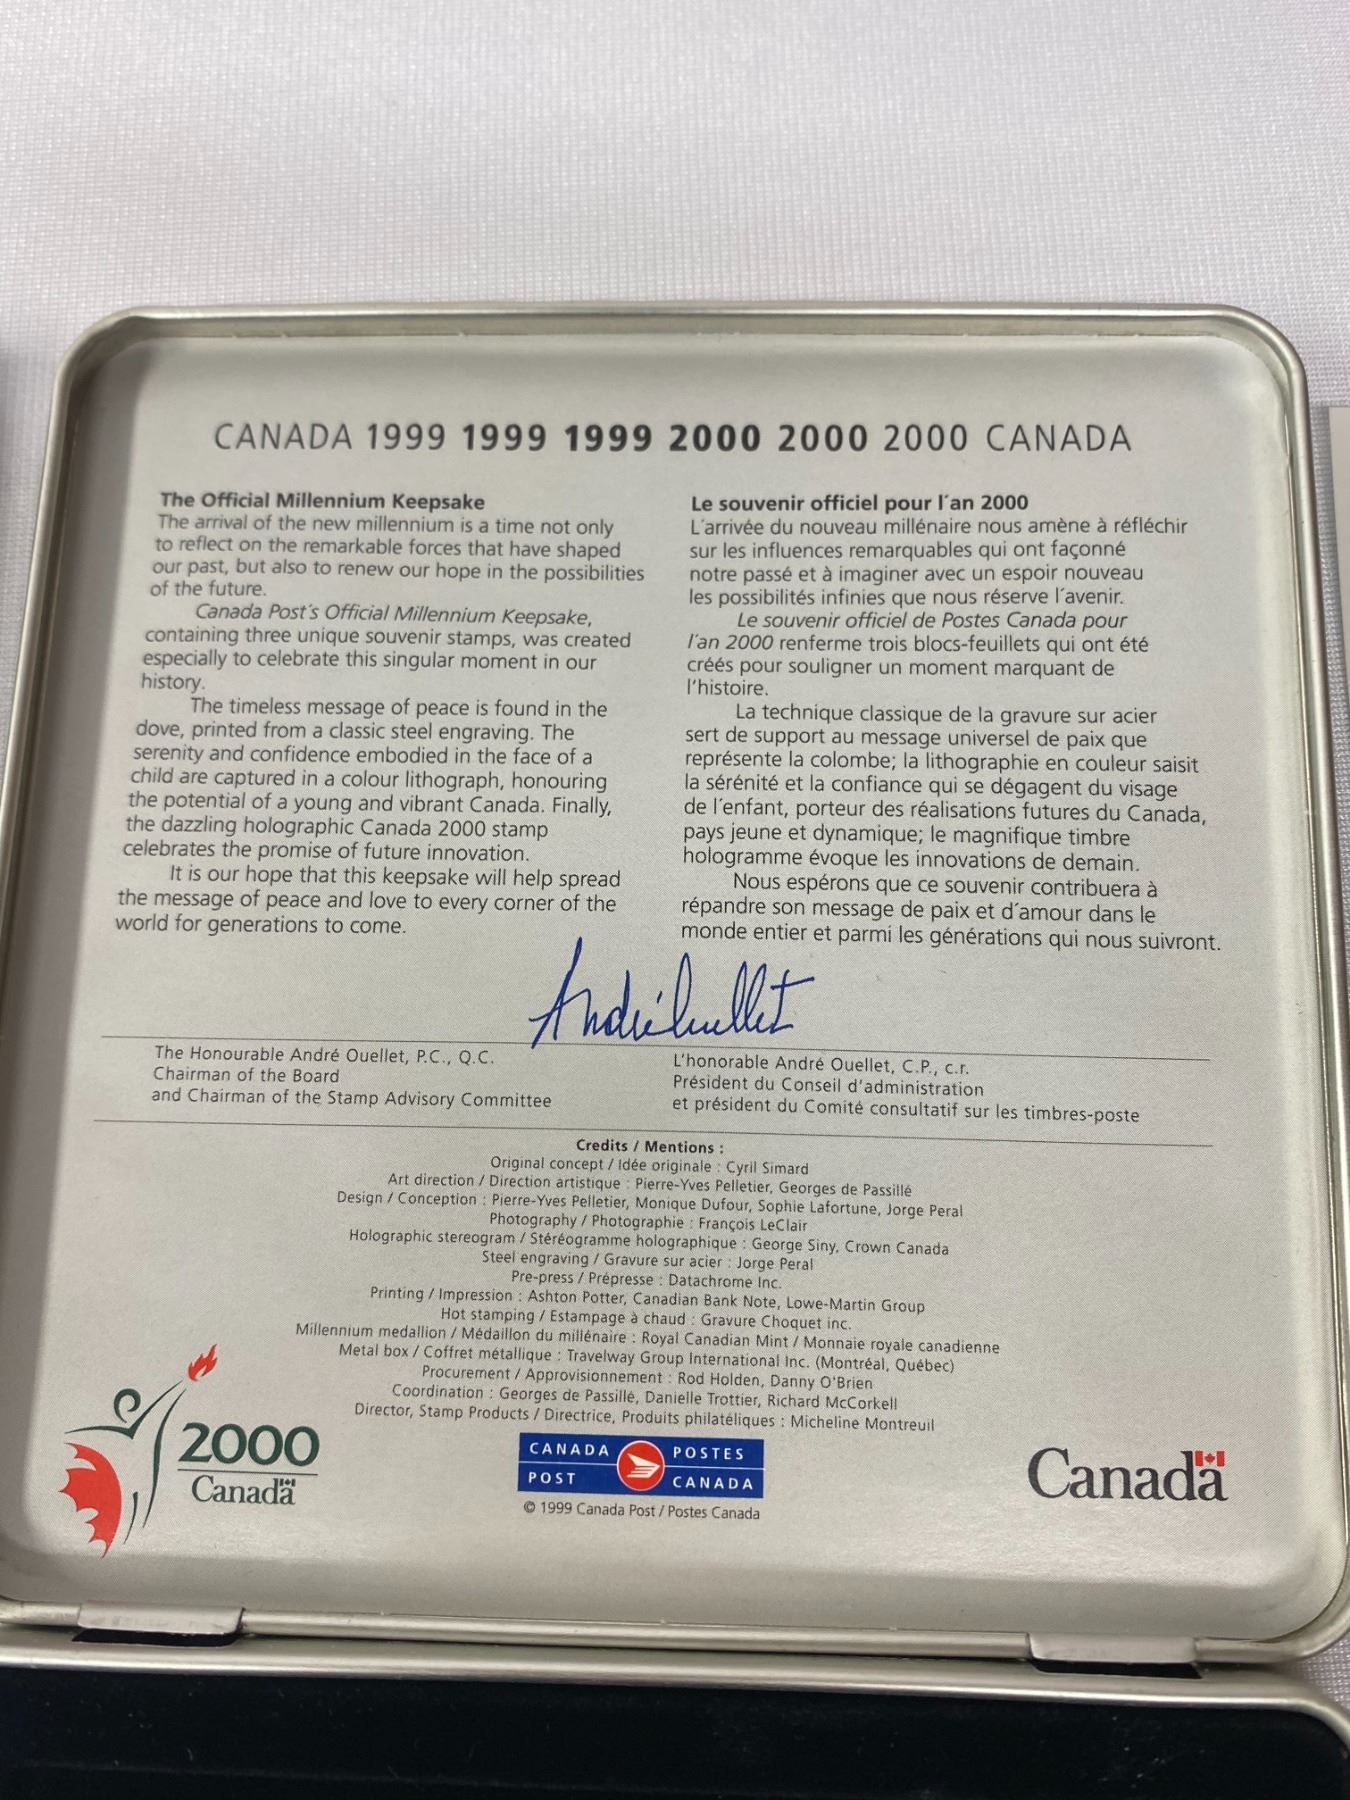 CANADA 1999 1999 1999 2000 2000 2000 CANADA
The Official Millennium Keepsake
The arrival of the new millennium is a time not only
to reflect on the remarkable forces that have shaped
our past, but also to renew our hope in the possibilities
of the future.
Canada Post's Official Millennium Keepsake,
containing three unique souvenir stamps, was created
especially to celebrate this singular moment in our
history.
The timeless message of peace is found in the
dove, printed from a classic steel engraving. The
serenity and confidence embodied in the face of a
child are captured in a colour lithograph, honouring
the potential of a young and vibrant Canada. Finally,
the dazzling holographic Canada 2000 stamp
celebrates the promise of future innovation.
It is our hope that this keepsake will help spread
the message of peace and love to every corner of the
world for generations to come.
Le souvenir officiel pour l'an 2000
L'arrivée du nouveau millénaire nous amène à réfléchir
sur les influences remarquables qui ont façonné
notre passé et à imaginer avec un espoir nouveau
les possibilités infinies que nous réserve l'avenir.
Le souvenir officiel de Postes Canada pour
l'an 2000 renferme trois blocs-feuillets qui ont été
créés pour souligner un moment marquant de
l'histoire.
La technique classique de la gravure sur acier
sert de support au message universel de paix que
représente la colombe; la lithographie en couleur saisit
la sérénité et la confiance qui se dégagent du visage
de l'enfant, porteur des réalisations futures du Canada,
pays jeune et dynamique; le magnifique timbre
hologramme évoque les innovations de demain.
Nous espérons que ce souvenir contribuera à
répandre son message de paix et d'amour dans le
monde entier et parmi les générations qui nous suivront.
André Ouellet
The Honourable André Ouellet, P.C., Q.C.
Chairman of the Board
and Chairman of the Stamp Advisory Committee
L'honorable André Ouellet, C.P., c.r.
Président du Conseil d'administration
et président du Comité consultatif sur les timbres-poste
Credits / Mentions :
Original concept / Idée originale : Cyril Simard
Art direction / Direction artistique : Pierre-Yves Pelletier, Georges de Passillé
Design / Conception : Pierre-Yves Pelletier, Monique Dufour, Sophie Lafortune, Jorge Peral
Photography / Photographie : François LeClair
Holographic stereogram / Stéréogramme holographique : George Siny, Crown Canada
Steel engraving / Gravure sur acier : Jorge Peral
Pre-press / Prépresse : Datachrome Inc.
Printing / Impression : Ashton Potter, Canadian Bank Note, Lowe-Martin Group
Hot stamping / Estampage à chaud : Gravure Choquet inc.
Millennium medallion / Médaillon du millénaire : Royal Canadian Mint / Monnaie royale canadienne
Metal box / Coffret métallique : Travelway Group International Inc. (Montréal, Québec)
Procurement / Approvisionnement : Rod Holden, Danny O'Brien
Coordination : Georges de Passillé, Danielle Trottier, Richard McCorkell
Director, Stamp Products / Directrice, Produits philatéliques : Micheline Montreuil
2000
Canada
CANADA POSTES
POST CANADA
© 1999 Canada Post / Postes Canada
Canada